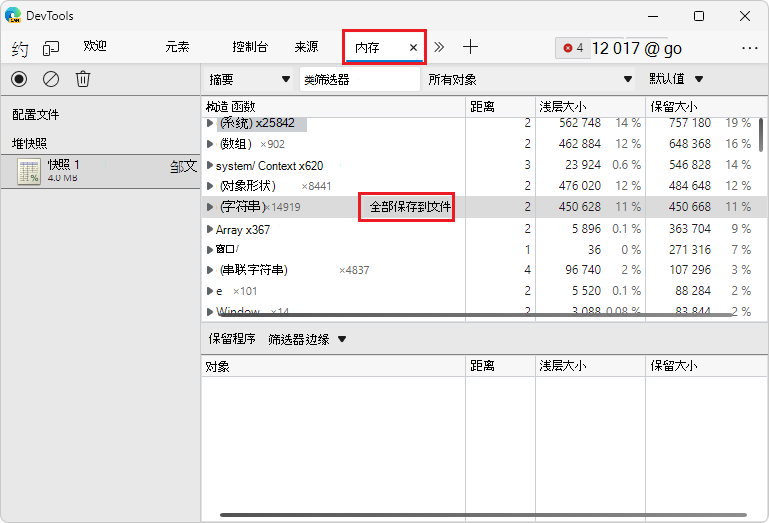 DevTools
约 欢迎 元素 控制台 来源 内存 × » + 4 12 017 @ go ...
摘要 类筛选器 所有对象 默认值
配置文件
堆快照
快照 1 邹文
4.0 MB
构造函数 距离 浅层大小 保留大小
(系统) x25842 2 562 748 14 % 757 180 19 %
(数组) ×902 2 462 884 12 % 648 368 16 %
system/ Context x620 3 23 924 0.6 % 546 828 14 %
(对象形状) ×8441 2 476 020 12 % 484 648 12 %
(字符串)×14919 全部保存到文件 2 450 628 11 % 450 668 11 %
Array x367 2 5 896 0.1 % 363 704 9 %
窗口/ 1 36 0 % 271 316 7 %
(串联字符串) ×4837 4 96 740 2 % 107 296 3 %
e ×101 2 5 520 0.1 % 88 284 2 %
Window ×14 2 3 088 0.08 % 83 844 2 %
保留程序 筛选器边缘
对象 距离 浅层大小 保留大小